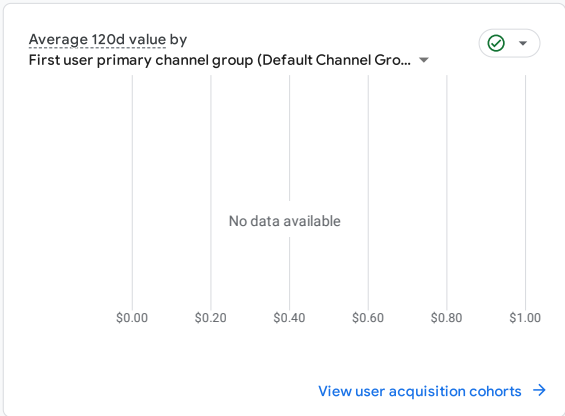 Average 120d value by
First user primary channel group (Default Channel Gro...
No data available
$0.00 $0.20 $0.40 $0.60 $0.80 $1.00
View user acquisition cohorts